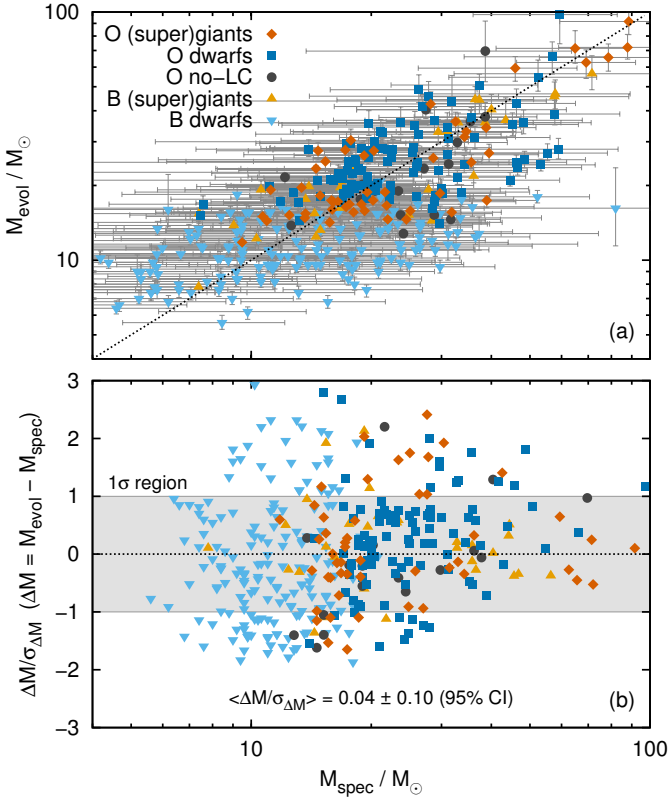 100
O (super)giants
O dwarfs
O no-LC
B (super)giants
B dwarfs
M_evol / M_☉
10
(a)
3
2
1σ region
1
0
−1
−2
−3
ΔM/σ_ΔM (ΔM = M_evol − M_spec)
<ΔM/σ_ΔM> = 0.04 ± 0.10 (95% CI)
(b)
10
100
M_spec / M_☉